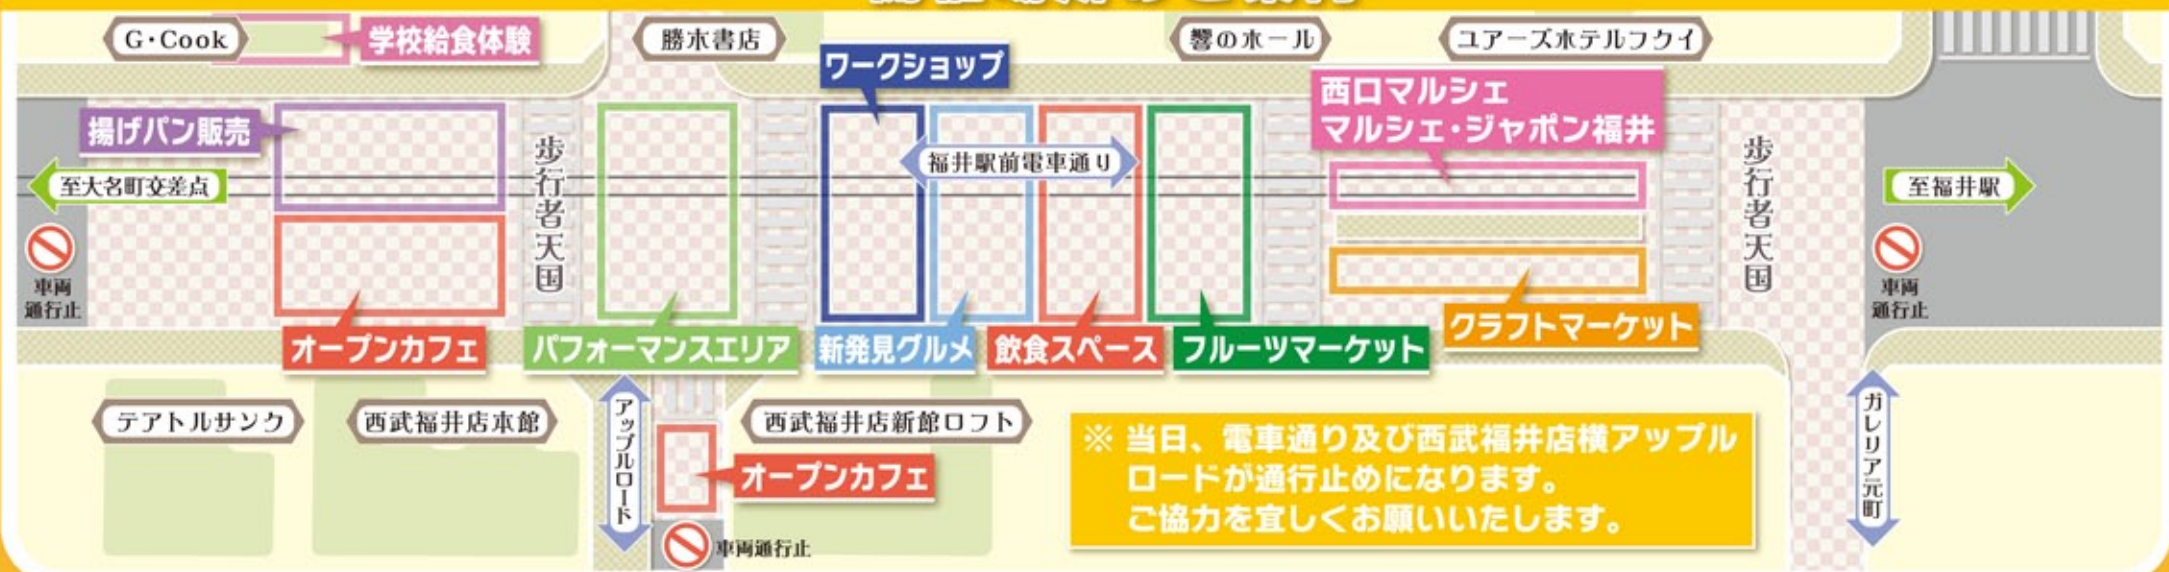 G・Cook
学校給食体験
勝木書店
響のホール
ユアーズホテルフクイ
ワークショップ
西口マルシェ
マルシェ・ジャポン福井
揚げパン販売
歩行者天国
福井駅前電車通り
歩行者天国
至大名町交差点
至福井駅
車両
通行止
車両
通行止
オープンカフェ
パフォーマンスエリア
新発見グルメ
飲食スペース
フルーツマーケット
クラフトマーケット
テアトルサンク
西武福井店本館
アップルロード
西武福井店新館ロフト
オープンカフェ
車両通行止
※ 当日、電車通り及び西武福井店横アップル
ロードが通行止めになります。
ご協力を宜しくお願いいたします。
ガレリア元町